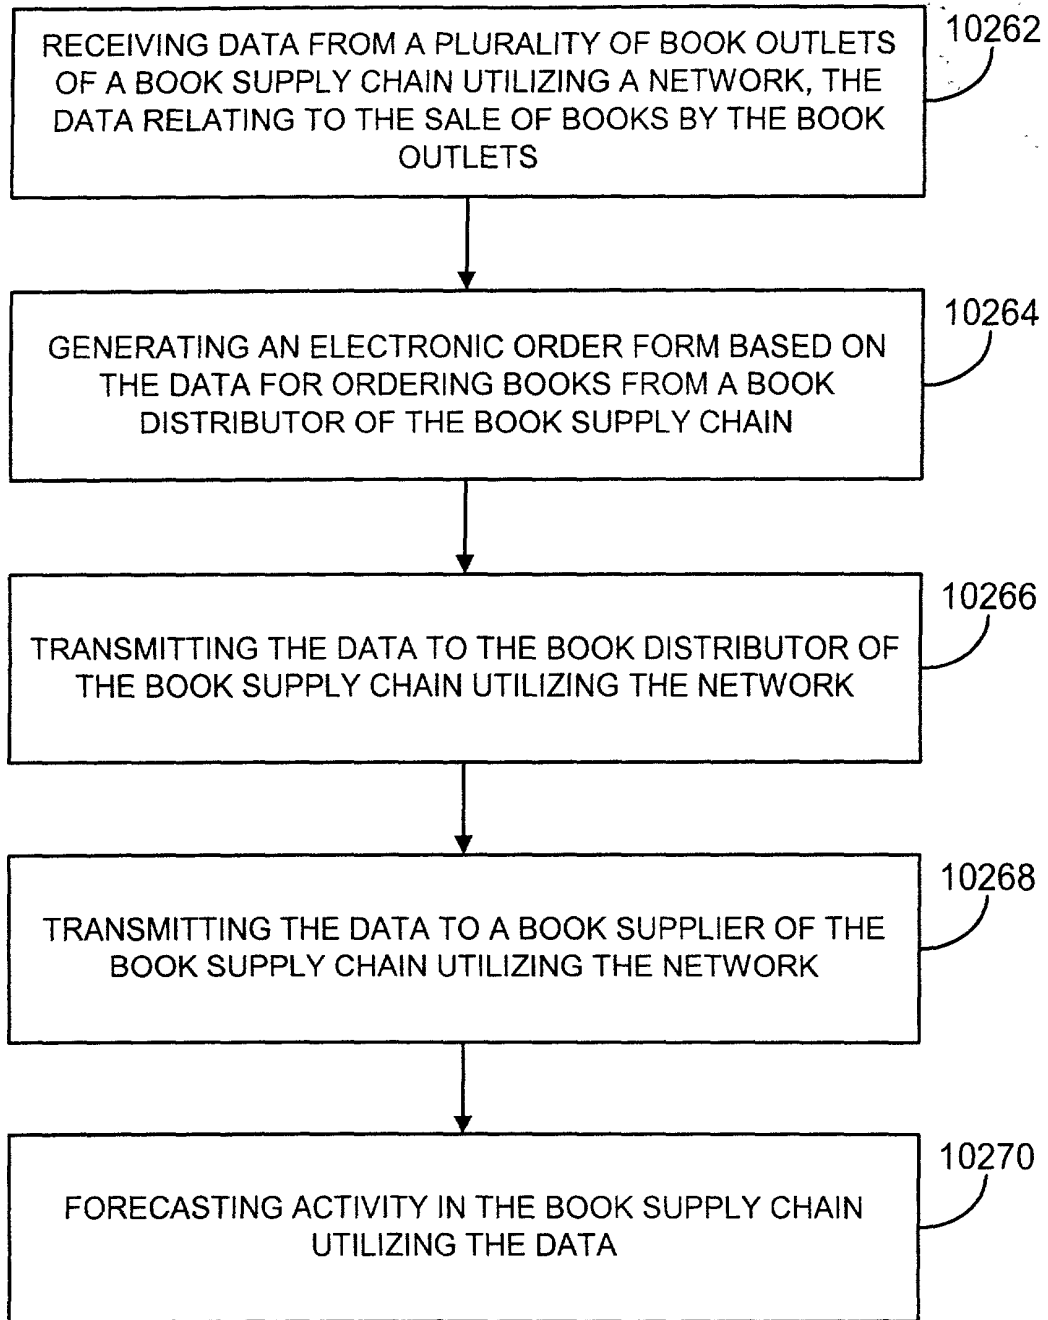 RECEIVING DATA FROM A PLURALITY OF BOOK OUTLETS
OF A BOOK SUPPLY CHAIN UTILIZING A NETWORK, THE
DATA RELATING TO THE SALE OF BOOKS BY THE BOOK
OUTLETS
10262
GENERATING AN ELECTRONIC ORDER FORM BASED ON
THE DATA FOR ORDERING BOOKS FROM A BOOK
DISTRIBUTOR OF THE BOOK SUPPLY CHAIN
10264
TRANSMITTING THE DATA TO THE BOOK DISTRIBUTOR OF
THE BOOK SUPPLY CHAIN UTILIZING THE NETWORK
10266
TRANSMITTING THE DATA TO A BOOK SUPPLIER OF THE
BOOK SUPPLY CHAIN UTILIZING THE NETWORK
10268
FORECASTING ACTIVITY IN THE BOOK SUPPLY CHAIN
UTILIZING THE DATA
10270